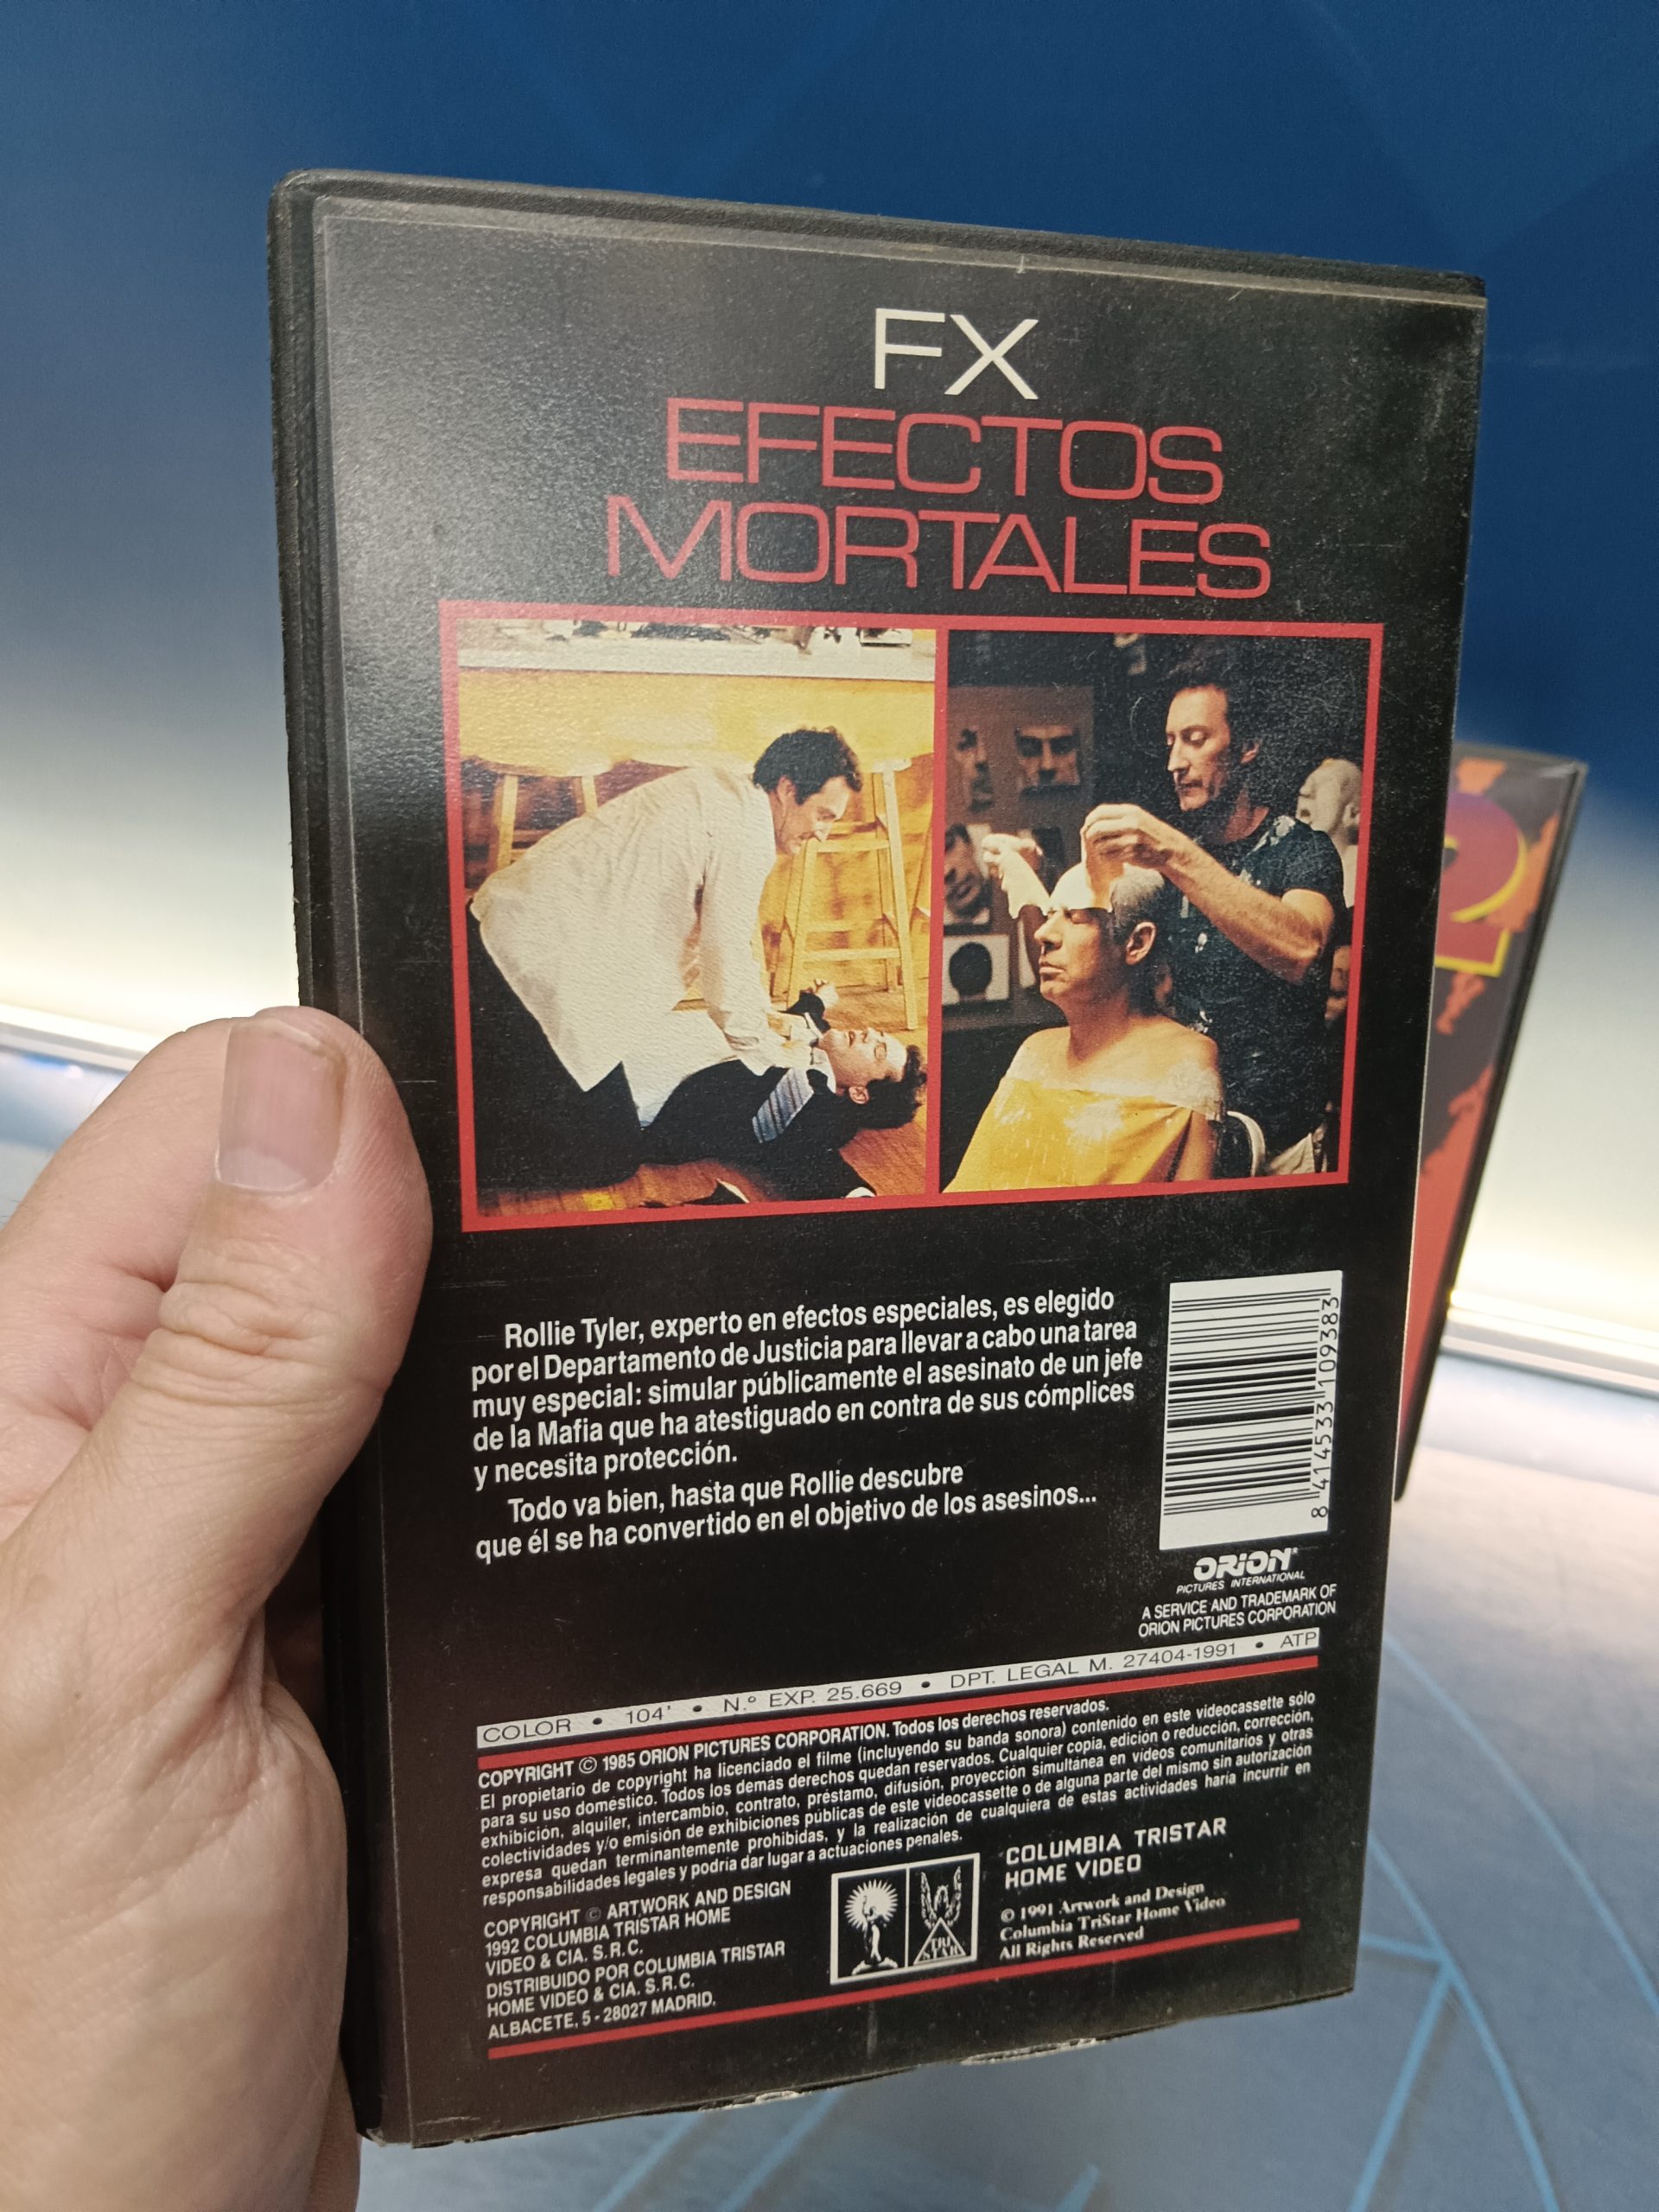 FX
EFECTOS
MORTALES
2
Rollie Tyler, experto en efectos especiales, es elegido
por el Departamento de Justicia para llevar a cabo una tarea
muy especial: simular públicamente el asesinato de un jefe
de la Mafia que ha atestiguado en contra de sus cómplices
y necesita protección.
Todo va bien, hasta que Rollie descubre
que él se ha convertido en el objetivo de los asesinos...
8 414533 109383
ORION
PICTURES INTERNATIONAL
A SERVICE AND TRADEMARK OF
ORION PICTURES CORPORATION
COLOR • 104' • N.º EXP. 25.669 • DPT. LEGAL M. 27404-1991 • ATP
COPYRIGHT © 1985 ORION PICTURES CORPORATION. Todos los derechos reservados.
El propietario de copyright ha licenciado el filme (incluyendo su banda sonora) contenido en este videocassette sólo
para su uso doméstico. Todos los demás derechos quedan reservados. Cualquier copia, edición o reducción, corrección,
exhibición, alquiler, intercambio, contrato, préstamo, difusión, proyección simultánea en vídeos comunitarios y otras
colectividades y/o emisión de exhibiciones públicas de este videocassette o de alguna parte del mismo sin autorización
expresa quedan terminantemente prohibidas, y la realización de cualquiera de estas actividades haría incurrir en
responsabilidades legales y podría dar lugar a actuaciones penales.
COPYRIGHT © ARTWORK AND DESIGN
1992 COLUMBIA TRISTAR HOME
VIDEO & CIA. S.R.C.
DISTRIBUIDO POR COLUMBIA TRISTAR
HOME VIDEO & CIA. S.R.C.
ALBACETE, 5 - 28027 MADRID.
TRI
STAR
COLUMBIA TRISTAR
HOME VIDEO
© 1991 Artwork and Design
Columbia TriStar Home Video
All Rights Reserved